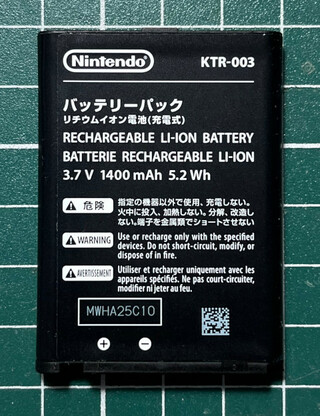 Nintendo
KTR-003
バッテリーパック
リチウムイオン電池(充電式)
RECHARGEABLE LI-ION BATTERY
BATTERIE RECHARGEABLE LI-ION
3.7 V 1400 mAh 5.2 Wh
危険
指定の機器以外で使用、充電しない。
火中に投入、加熱しない。分解、改造し
ない。端子を金属類でショートさせない
WARNING
Use or recharge only with the specified
devices. Do not short-circuit, modify, or
dispose of in fire.
AVERTISSEMENT
Utiliser et recharger uniquement avec les
appareils spécifiés. Ne pas court-circuiter,
modifier ni jeter au feu.
MWHA25C10